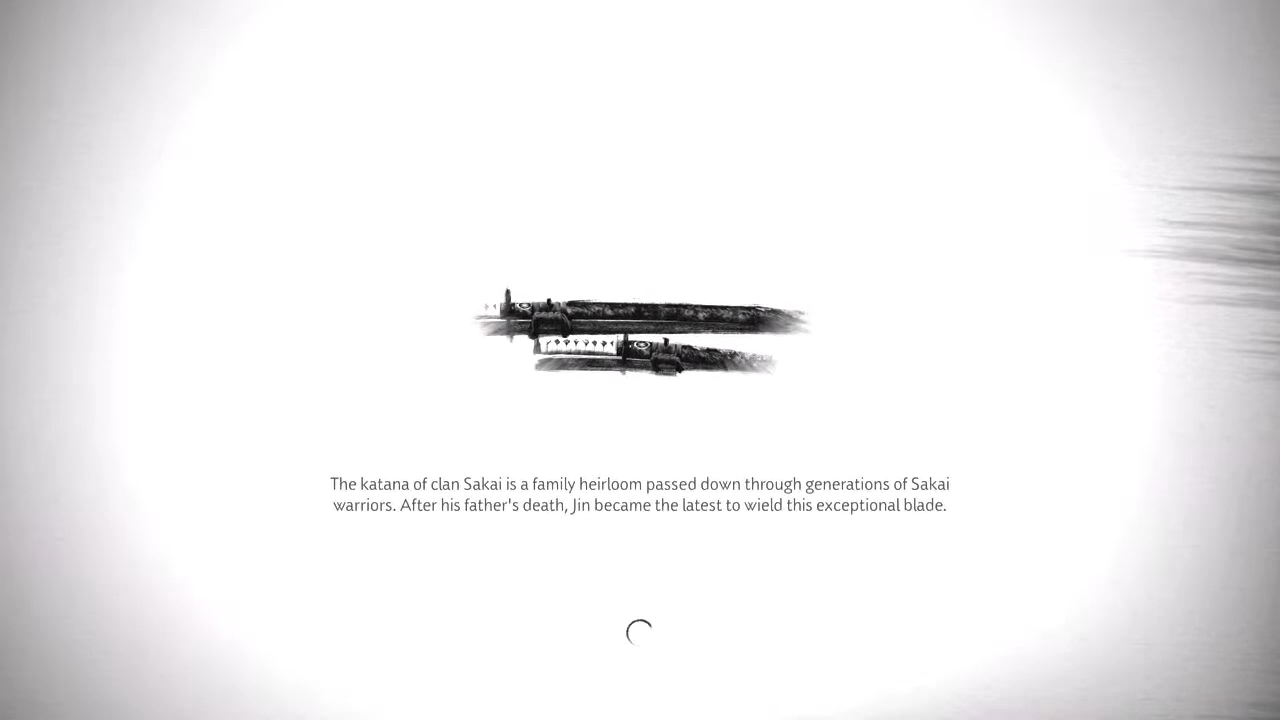 The katana of clan Sakai is a family heirloom passed down through generations of Sakai
warriors. After his father's death, Jin became the latest to wield this exceptional blade.